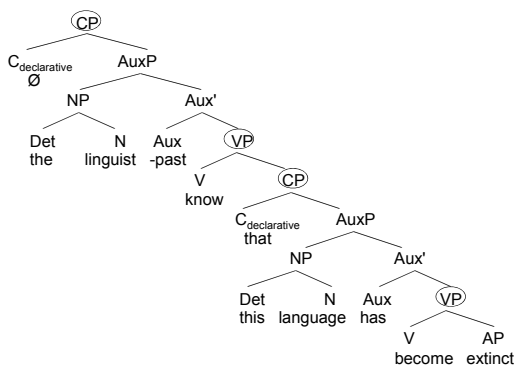 CP
C declarative AuxP
Ø
NP Aux'
Det N Aux VP
the linguist -past
V CP
know
C declarative AuxP
that
NP Aux'
Det N Aux VP
this language has
V AP
become extinct